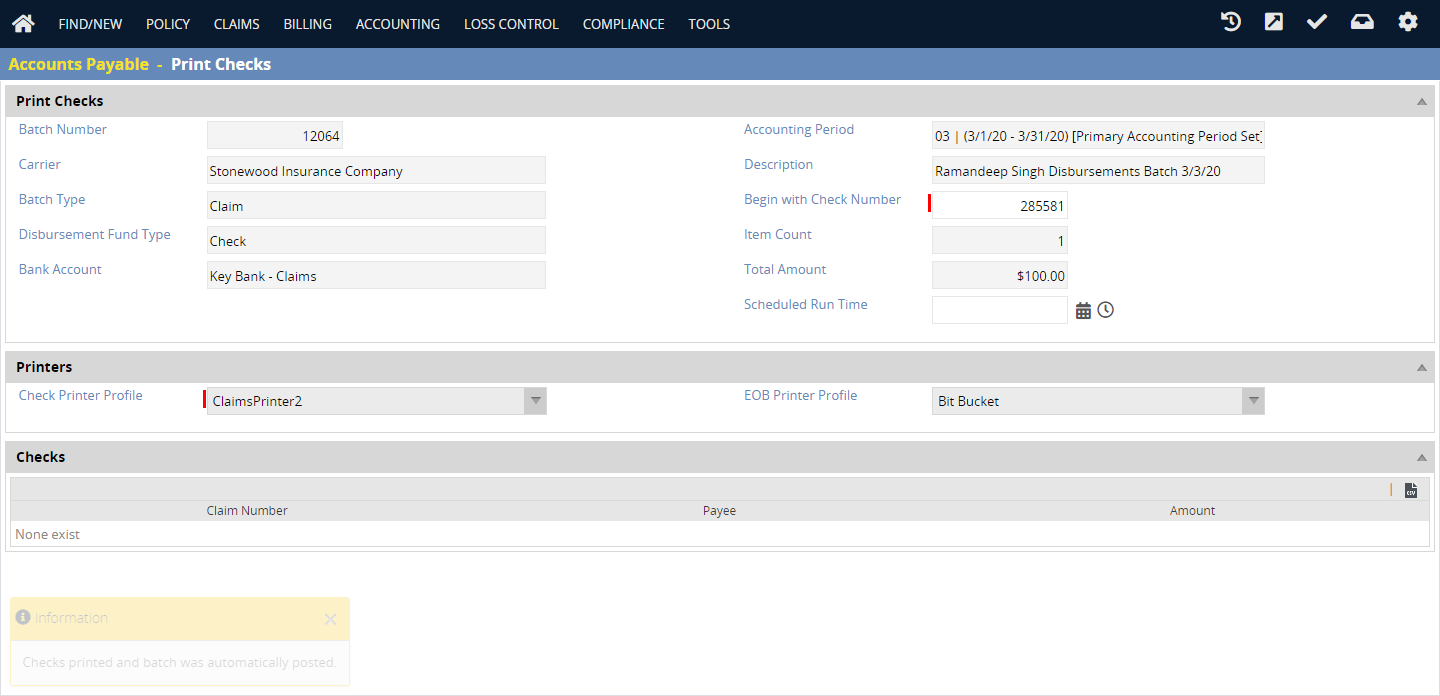 FIND/NEW POLICY CLAIMS BILLING ACCOUNTING LOSS CONTROL COMPLIANCE TOOLS
Accounts Payable - Print Checks
Print Checks
Batch Number 12064 Accounting Period 03 | (3/1/20 - 3/31/20) [Primary Accounting Period Set]
Carrier Stonewood Insurance Company Description Ramandeep Singh Disbursements Batch 3/3/20
Batch Type Claim Begin with Check Number 285581
Disbursement Fund Type Check Item Count 1
Bank Account Key Bank - Claims Total Amount $100.00
Scheduled Run Time
Printers
Check Printer Profile ClaimsPrinter2 EOB Printer Profile Bit Bucket
Checks
| CSV
Claim Number Payee Amount
None exist
Information
Checks printed and batch was automatically posted.